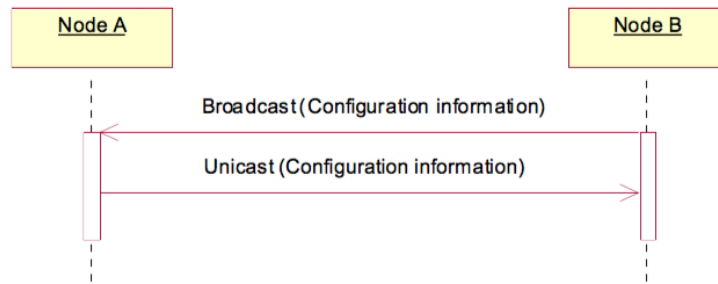 Node A
Node B
Broadcast (Configuration information)
Unicast (Configuration information)